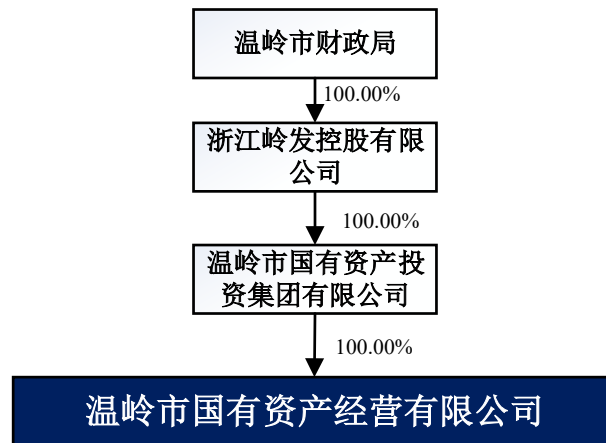 温岭市财政局
100.00%
浙江岭发控股有限
公司
100.00%
温岭市国有资产投
资集团有限公司
100.00%
温岭市国有资产经营有限公司